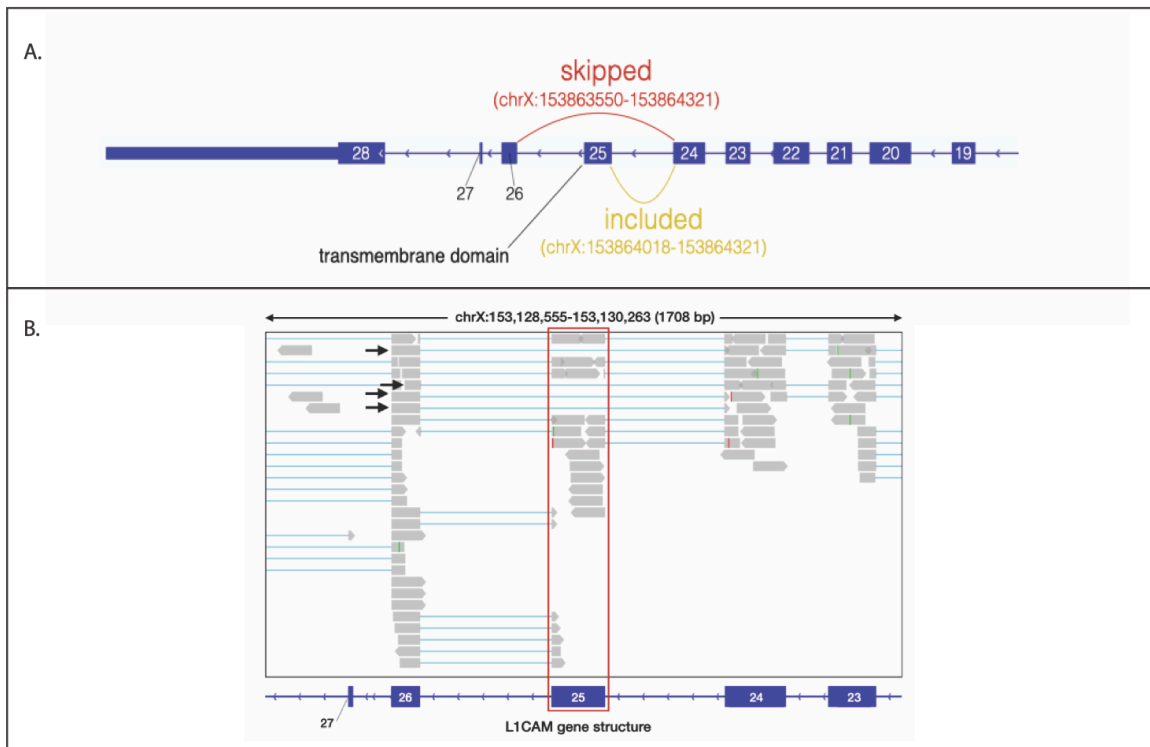 A.
skipped
(chrX:153863550-153864321)
28
25
24
23
22
21
20
19
27
26
included
(chrX:153864018-153864321)
transmembrane domain
B.
chrX:153,128,555-153,130,263 (1708 bp)
26
25
24
23
27
L1CAM gene structure